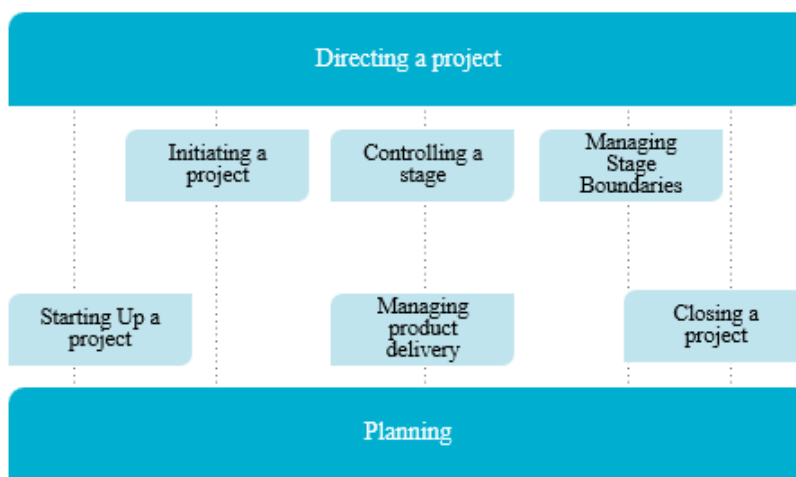 Directing a project
Initiating a
project
Controlling a
stage
Managing
Stage
Boundaries
Starting Up a
project
Managing
product
delivery
Closing a
project
Planning